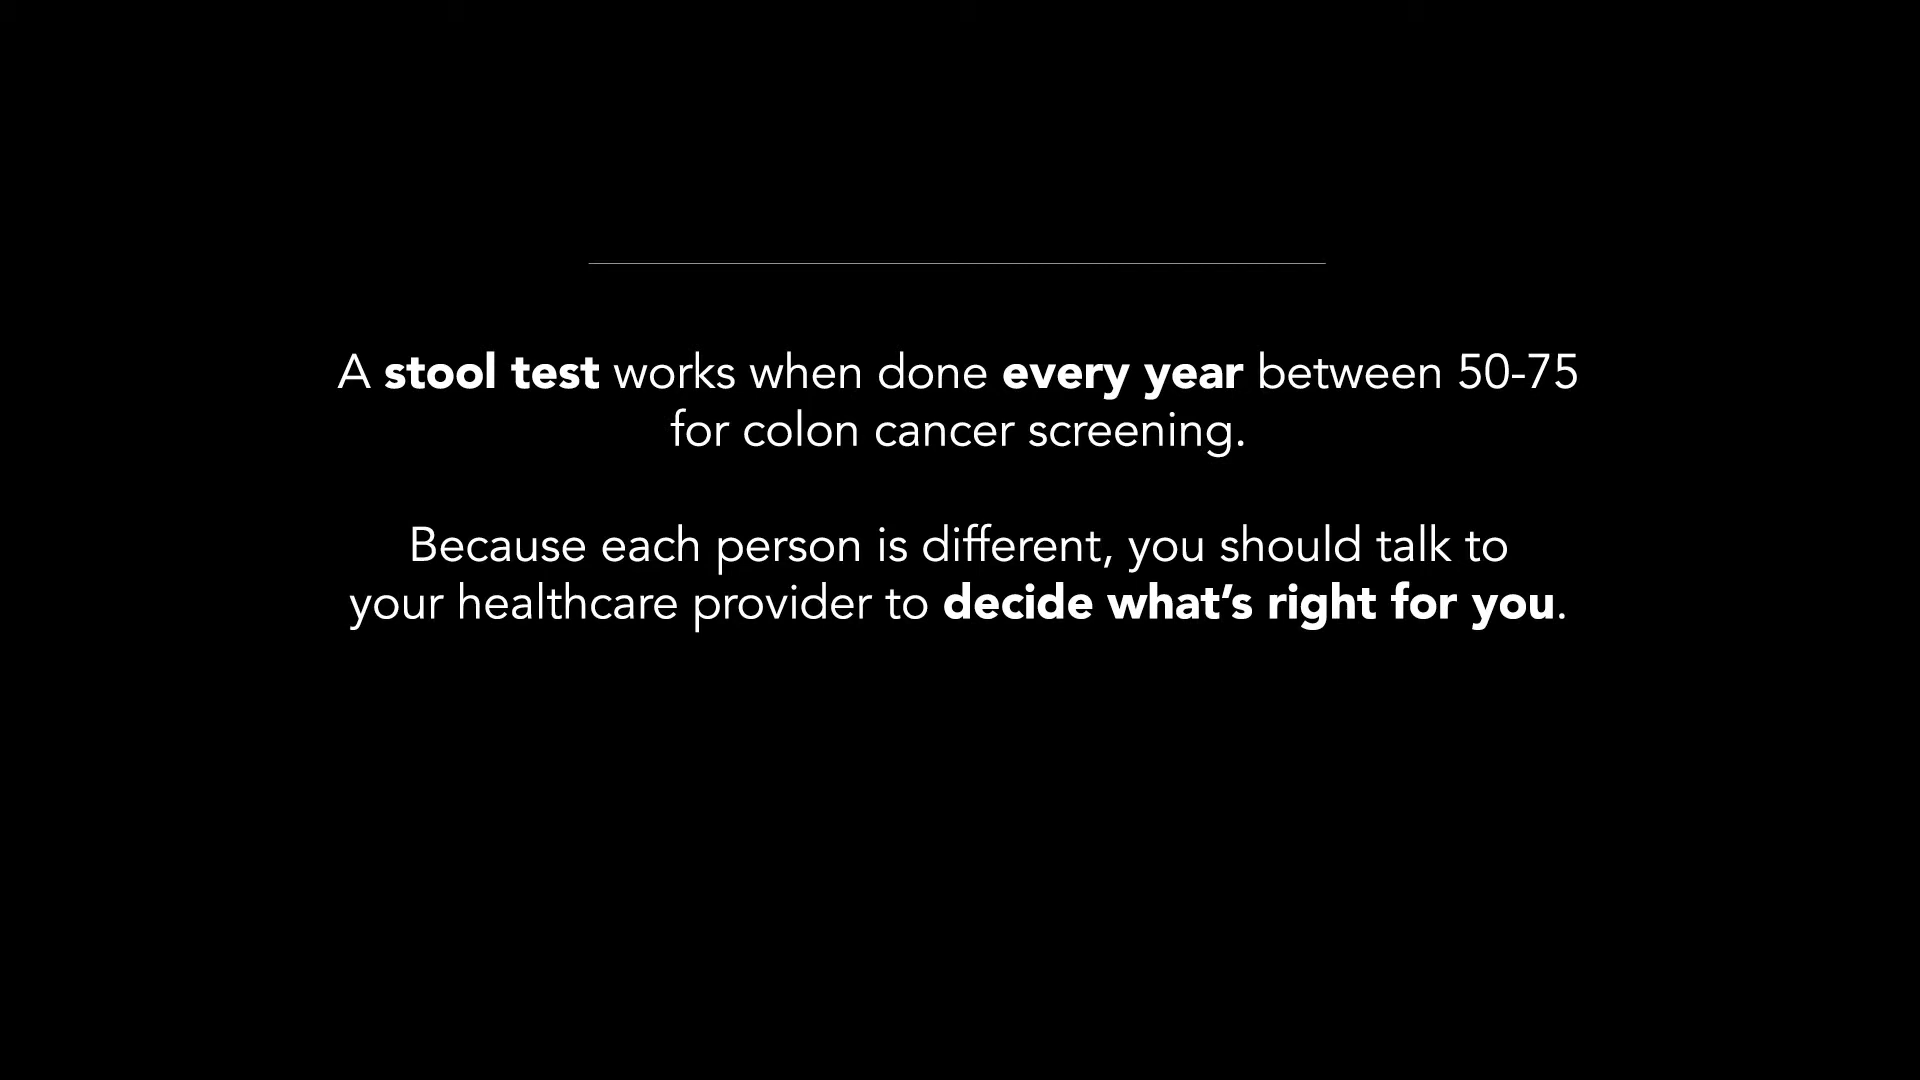 A stool test works when done every year between 50-75
for colon cancer screening.
Because each person is different, you should talk to
your healthcare provider to decide what’s right for you.